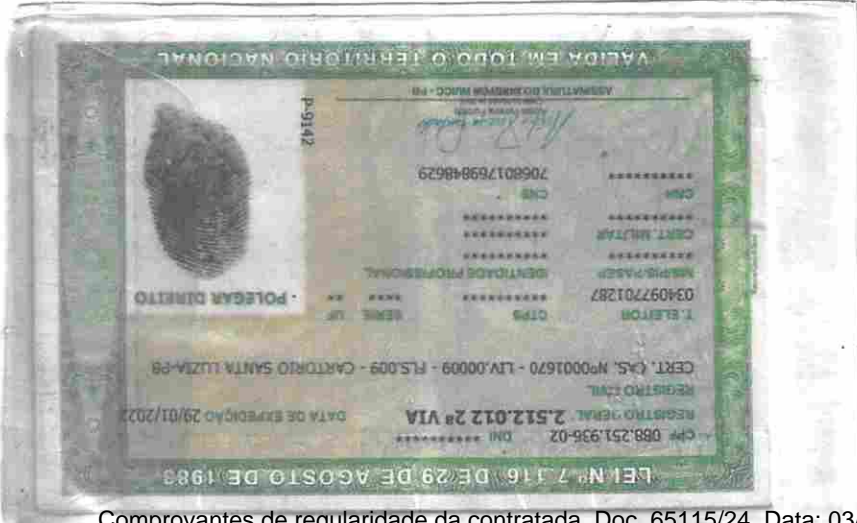 LEI Nº 7.116 DE 29 DE AGOSTO DE 1983
CPF 088.251.936-02 DNI ***********
REGISTRO GERAL 2.512.012 2ª VIA DATA DE EXPEDIÇÃO 29/01/2022
REGISTRO CIVIL
CERT. CAS. Nº0001670 - LIV.00009 - FLS.009 - CARTORIO SANTA LUZIA-PB
T. ELEITOR CTPS SERIE UF
034097701287 ********** **** **
NIS/PIS/PASEP IDENTIDADE PROFISSIONAL
*********** ***********
CERT. MILITAR
*********** ***********
CNH CNS
*********** 706801769848629
POLEGAR DIREITO
P-9142
VÁLIDA EM TODO O TERRITÓRIO NACIONAL
Comprovantes de regularidade da contratada. Doc. 65115/24. Data: 03